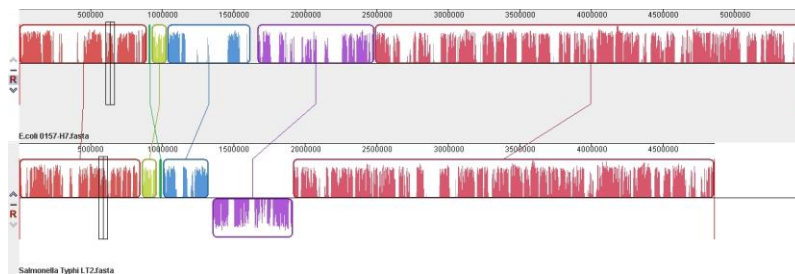 500000 1000000 1500000 2000000 2500000 3000000 3500000 4000000 4500000 5000000
R
E.coli O157-H7.fasta
500000 1000000 1500000 2000000 2500000 3000000 3500000 4000000 4500000
R
Salmonella Typhi LT2.fasta